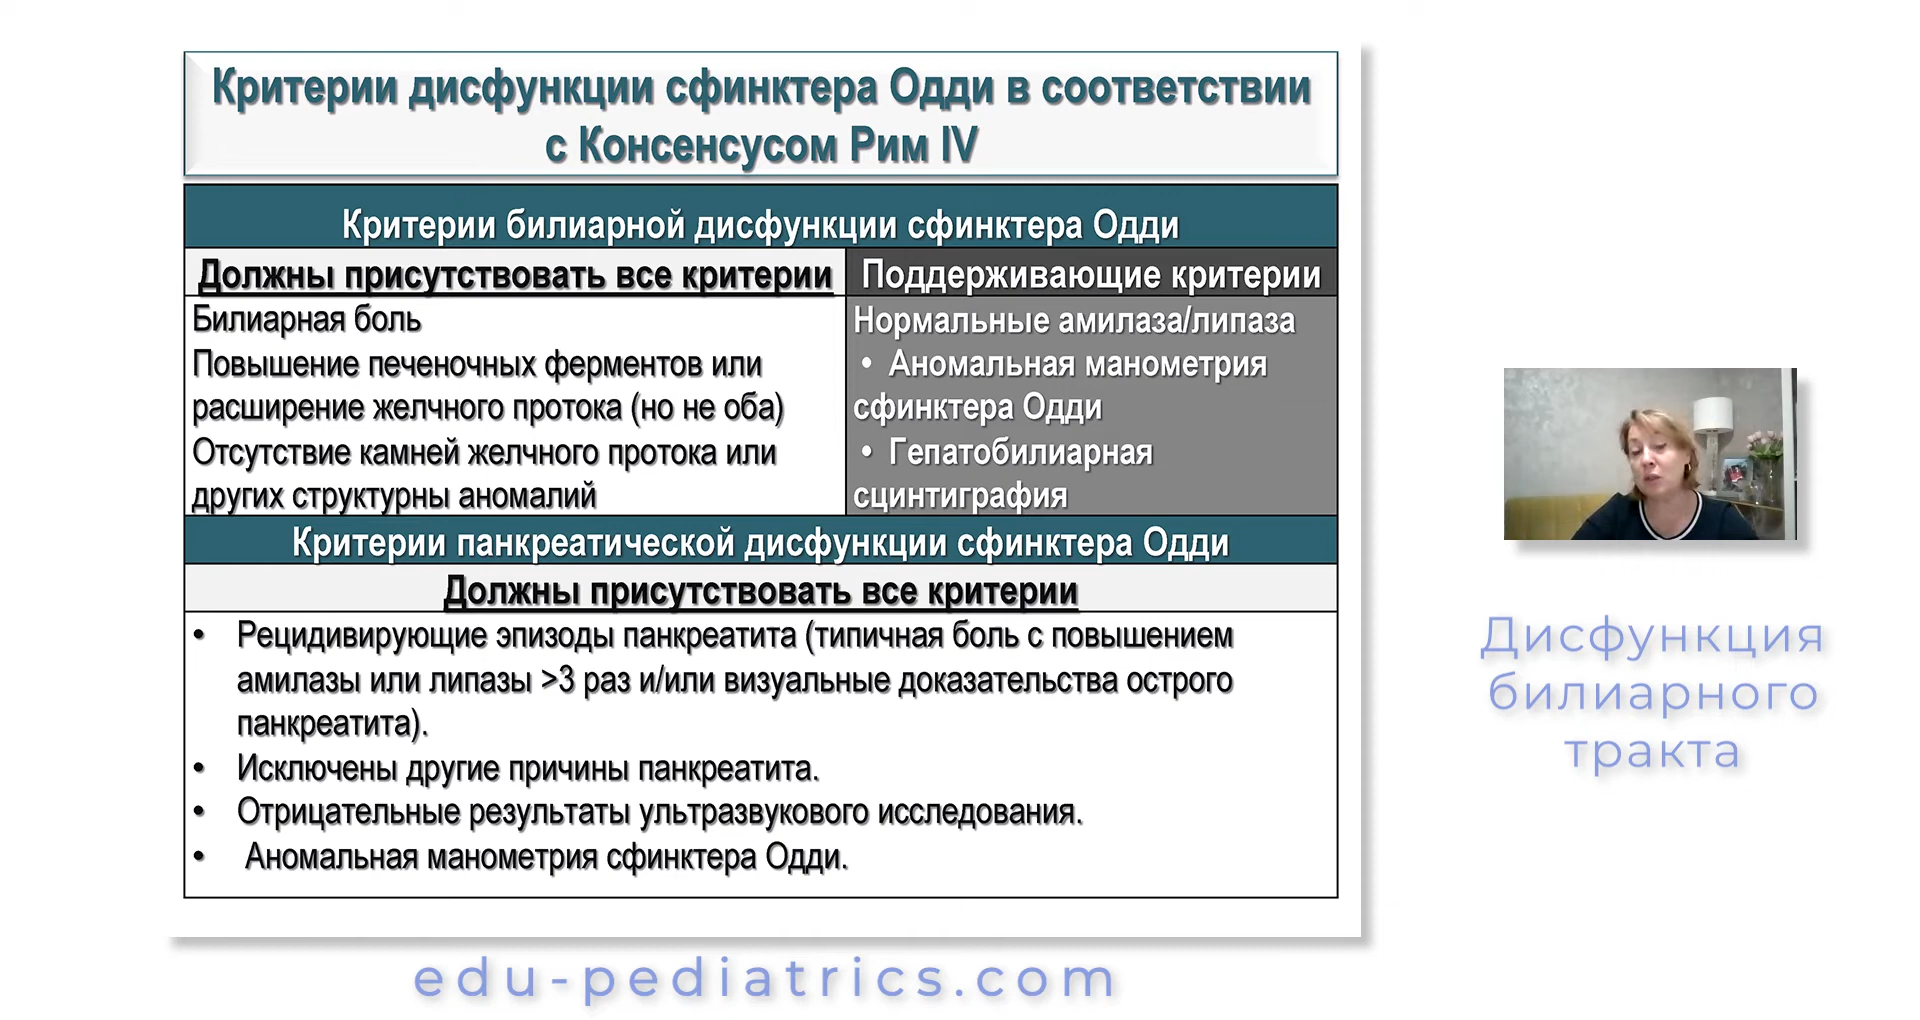 Критерии дисфункции сфинктера Одди в соответствии
с Консенсусом Рим IV
Критерии билиарной дисфункции сфинктера Одди
Должны присутствовать все критерии
Билиарная боль
Повышение печеночных ферментов или
расширение желчного протока (но не оба)
Отсутствие камней желчного протока или
других структурны аномалий
Поддерживающие критерии
Нормальные амилаза/липаза
• Аномальная манометрия
сфинктера Одди
• Гепатобилиарная
сцинтиграфия
Критерии панкреатической дисфункции сфинктера Одди
Должны присутствовать все критерии
• Рецидивирующие эпизоды панкреатита (типичная боль с повышением
амилазы или липазы >3 раз и/или визуальные доказательства острого
панкреатита).
• Исключены другие причины панкреатита.
• Отрицательные результаты ультразвукового исследования.
• Аномальная манометрия сфинктера Одди.
Дисфункция
билиарного
тракта
edu-pediatrics.com